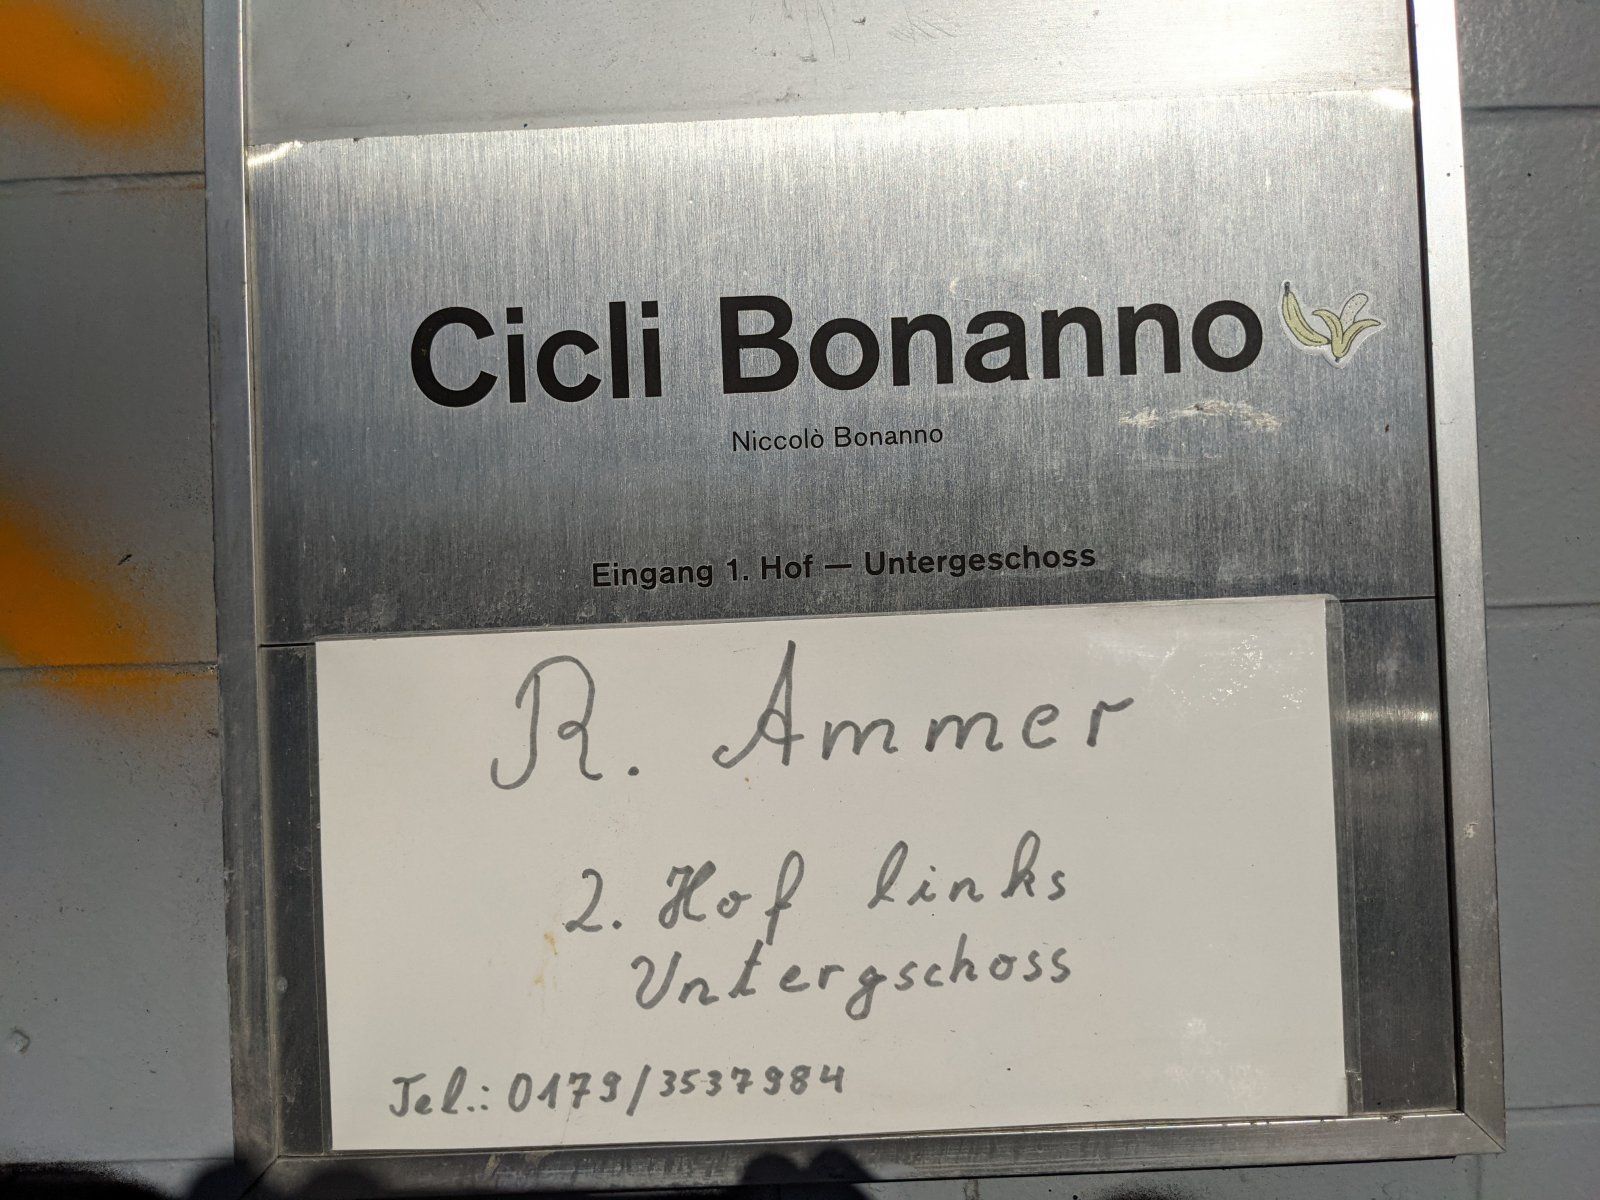 Cicli Bonanno
Niccolò Bonanno
Eingang 1. Hof — Untergeschoss
R. Ammer
2. Hof links
Untergschoss
Tel.: 0179/3537984